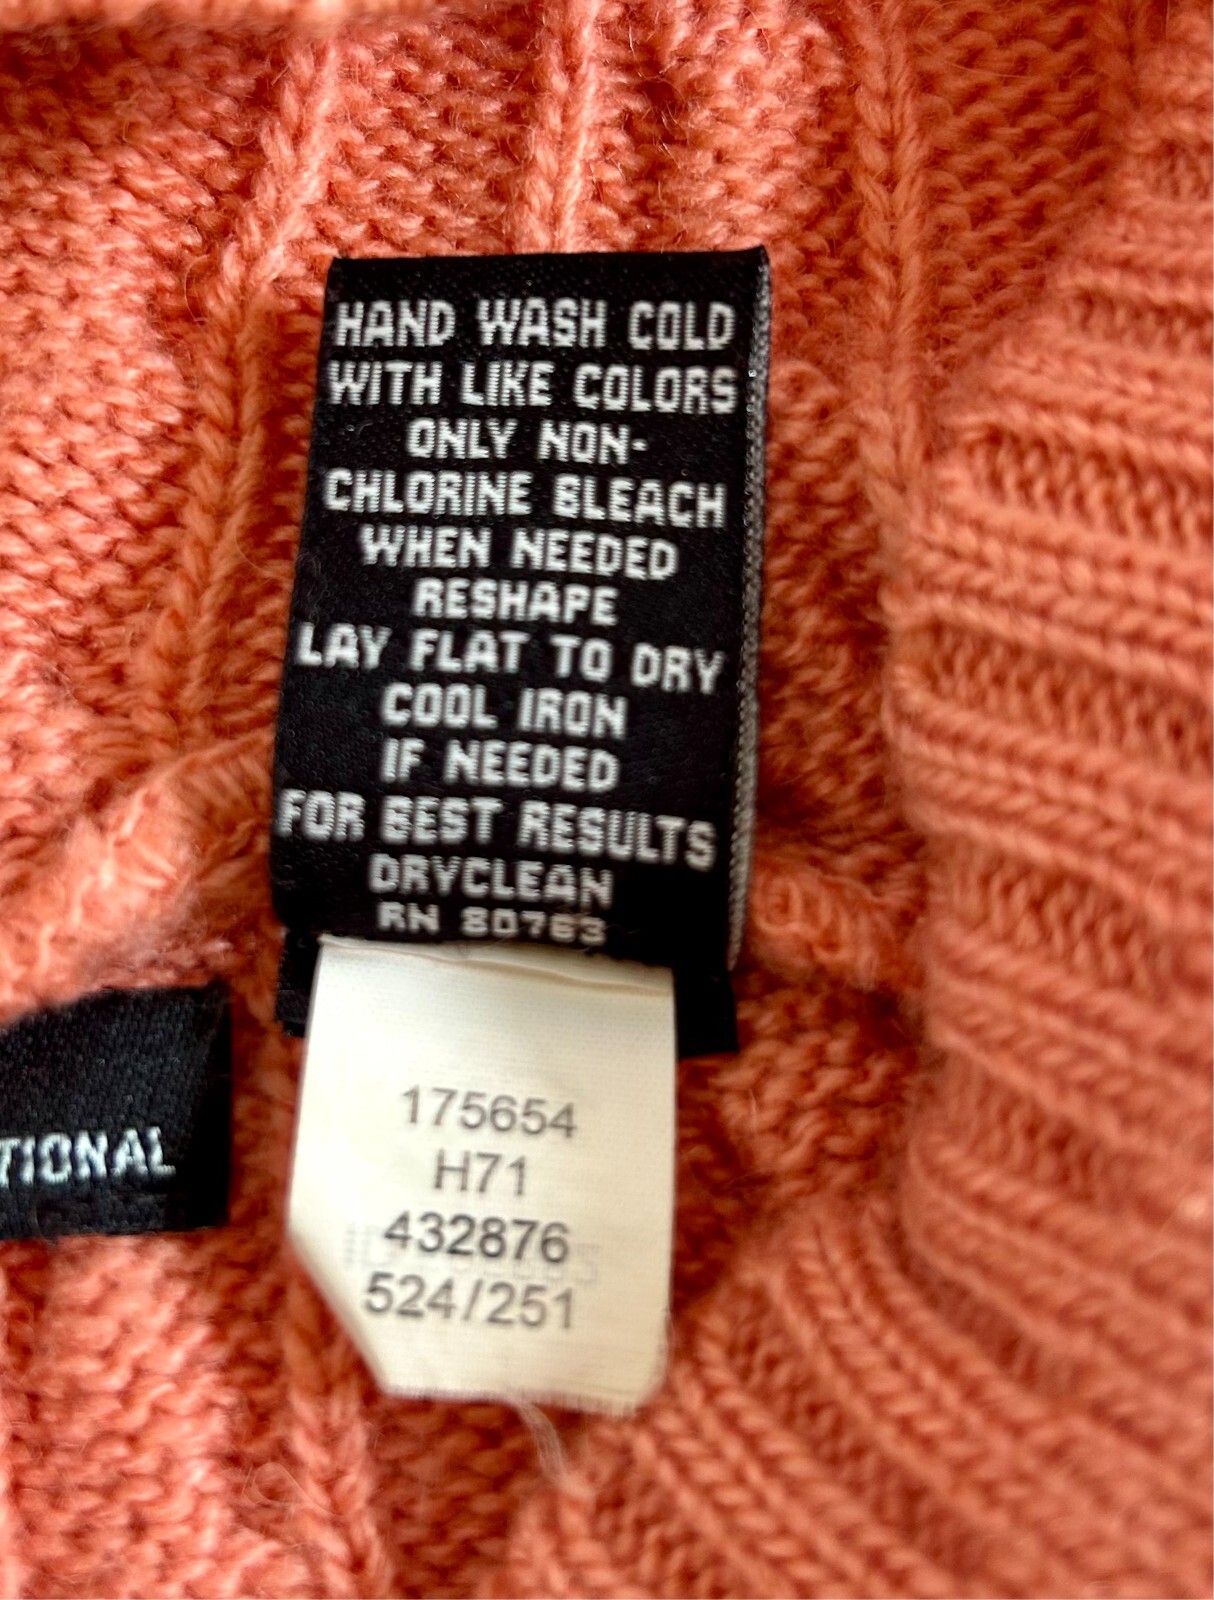 HAND WASH COLD
WITH LIKE COLORS
ONLY NON-
CHLORINE BLEACH
WHEN NEEDED
RESHAPE
LAY FLAT TO DRY
COOL IRON
IF NEEDED
FOR BEST RESULTS
DRYCLEAN
RN 80763
TIONAL
175654
H71
432876
524/251